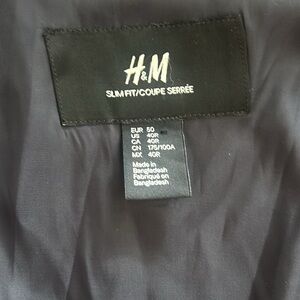 H&M
SLIM FIT/COUPE SERRÉE
EUR 50
US 40R
CA 40R
CN 175/100A
MX 40R
Made in
Bangladesh
Fabriqué en
Bangladesh